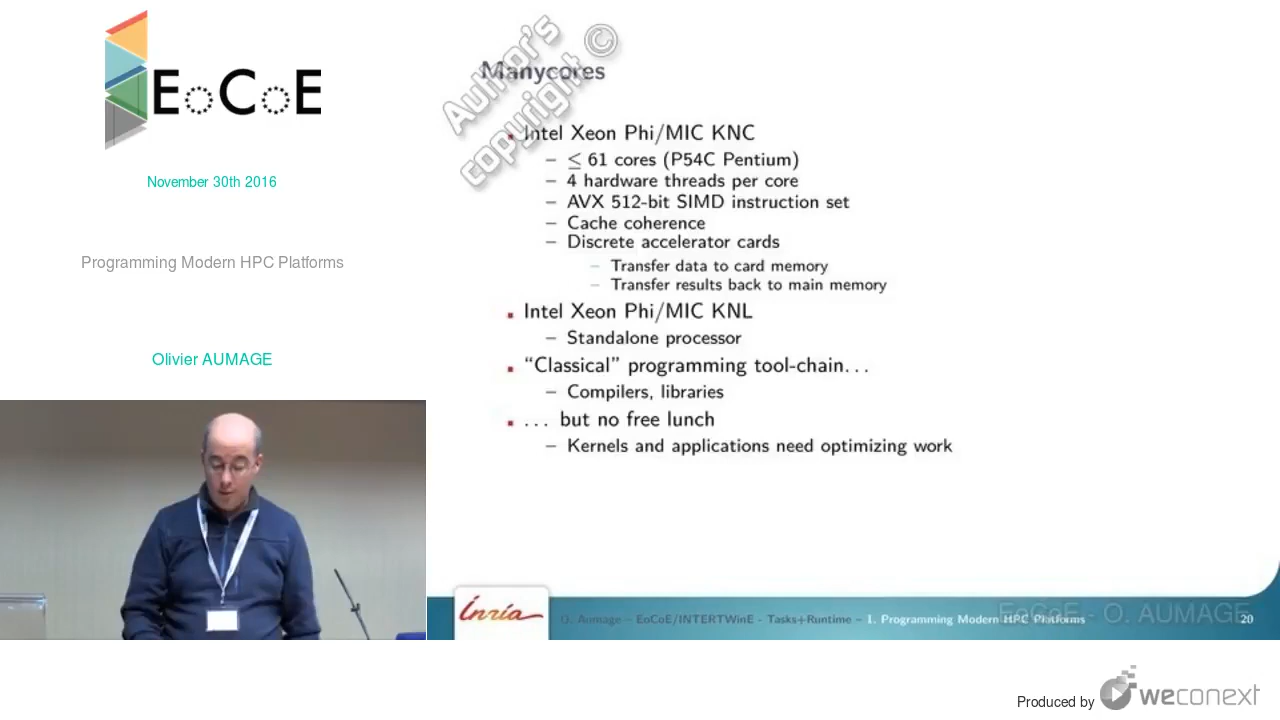 EoCoE
November 30th 2016
Programming Modern HPC Platforms
Olivier AUMAGE
Author's
copyright ©
Manycores
Intel Xeon Phi/MIC KNC
– ≤ 61 cores (P54C Pentium)
– 4 hardware threads per core
– AVX 512-bit SIMD instruction set
– Cache coherence
– Discrete accelerator cards
– Transfer data to card memory
– Transfer results back to main memory
Intel Xeon Phi/MIC KNL
– Standalone processor
“Classical” programming tool-chain...
– Compilers, libraries
... but no free lunch
– Kernels and applications need optimizing work
Inria
O. Aumage – EoCoE/INTERTWinE - Tasks+Runtime – 1. Programming Modern HPC Platforms
EoCoE - O. AUMAGE
20
Produced by weconext